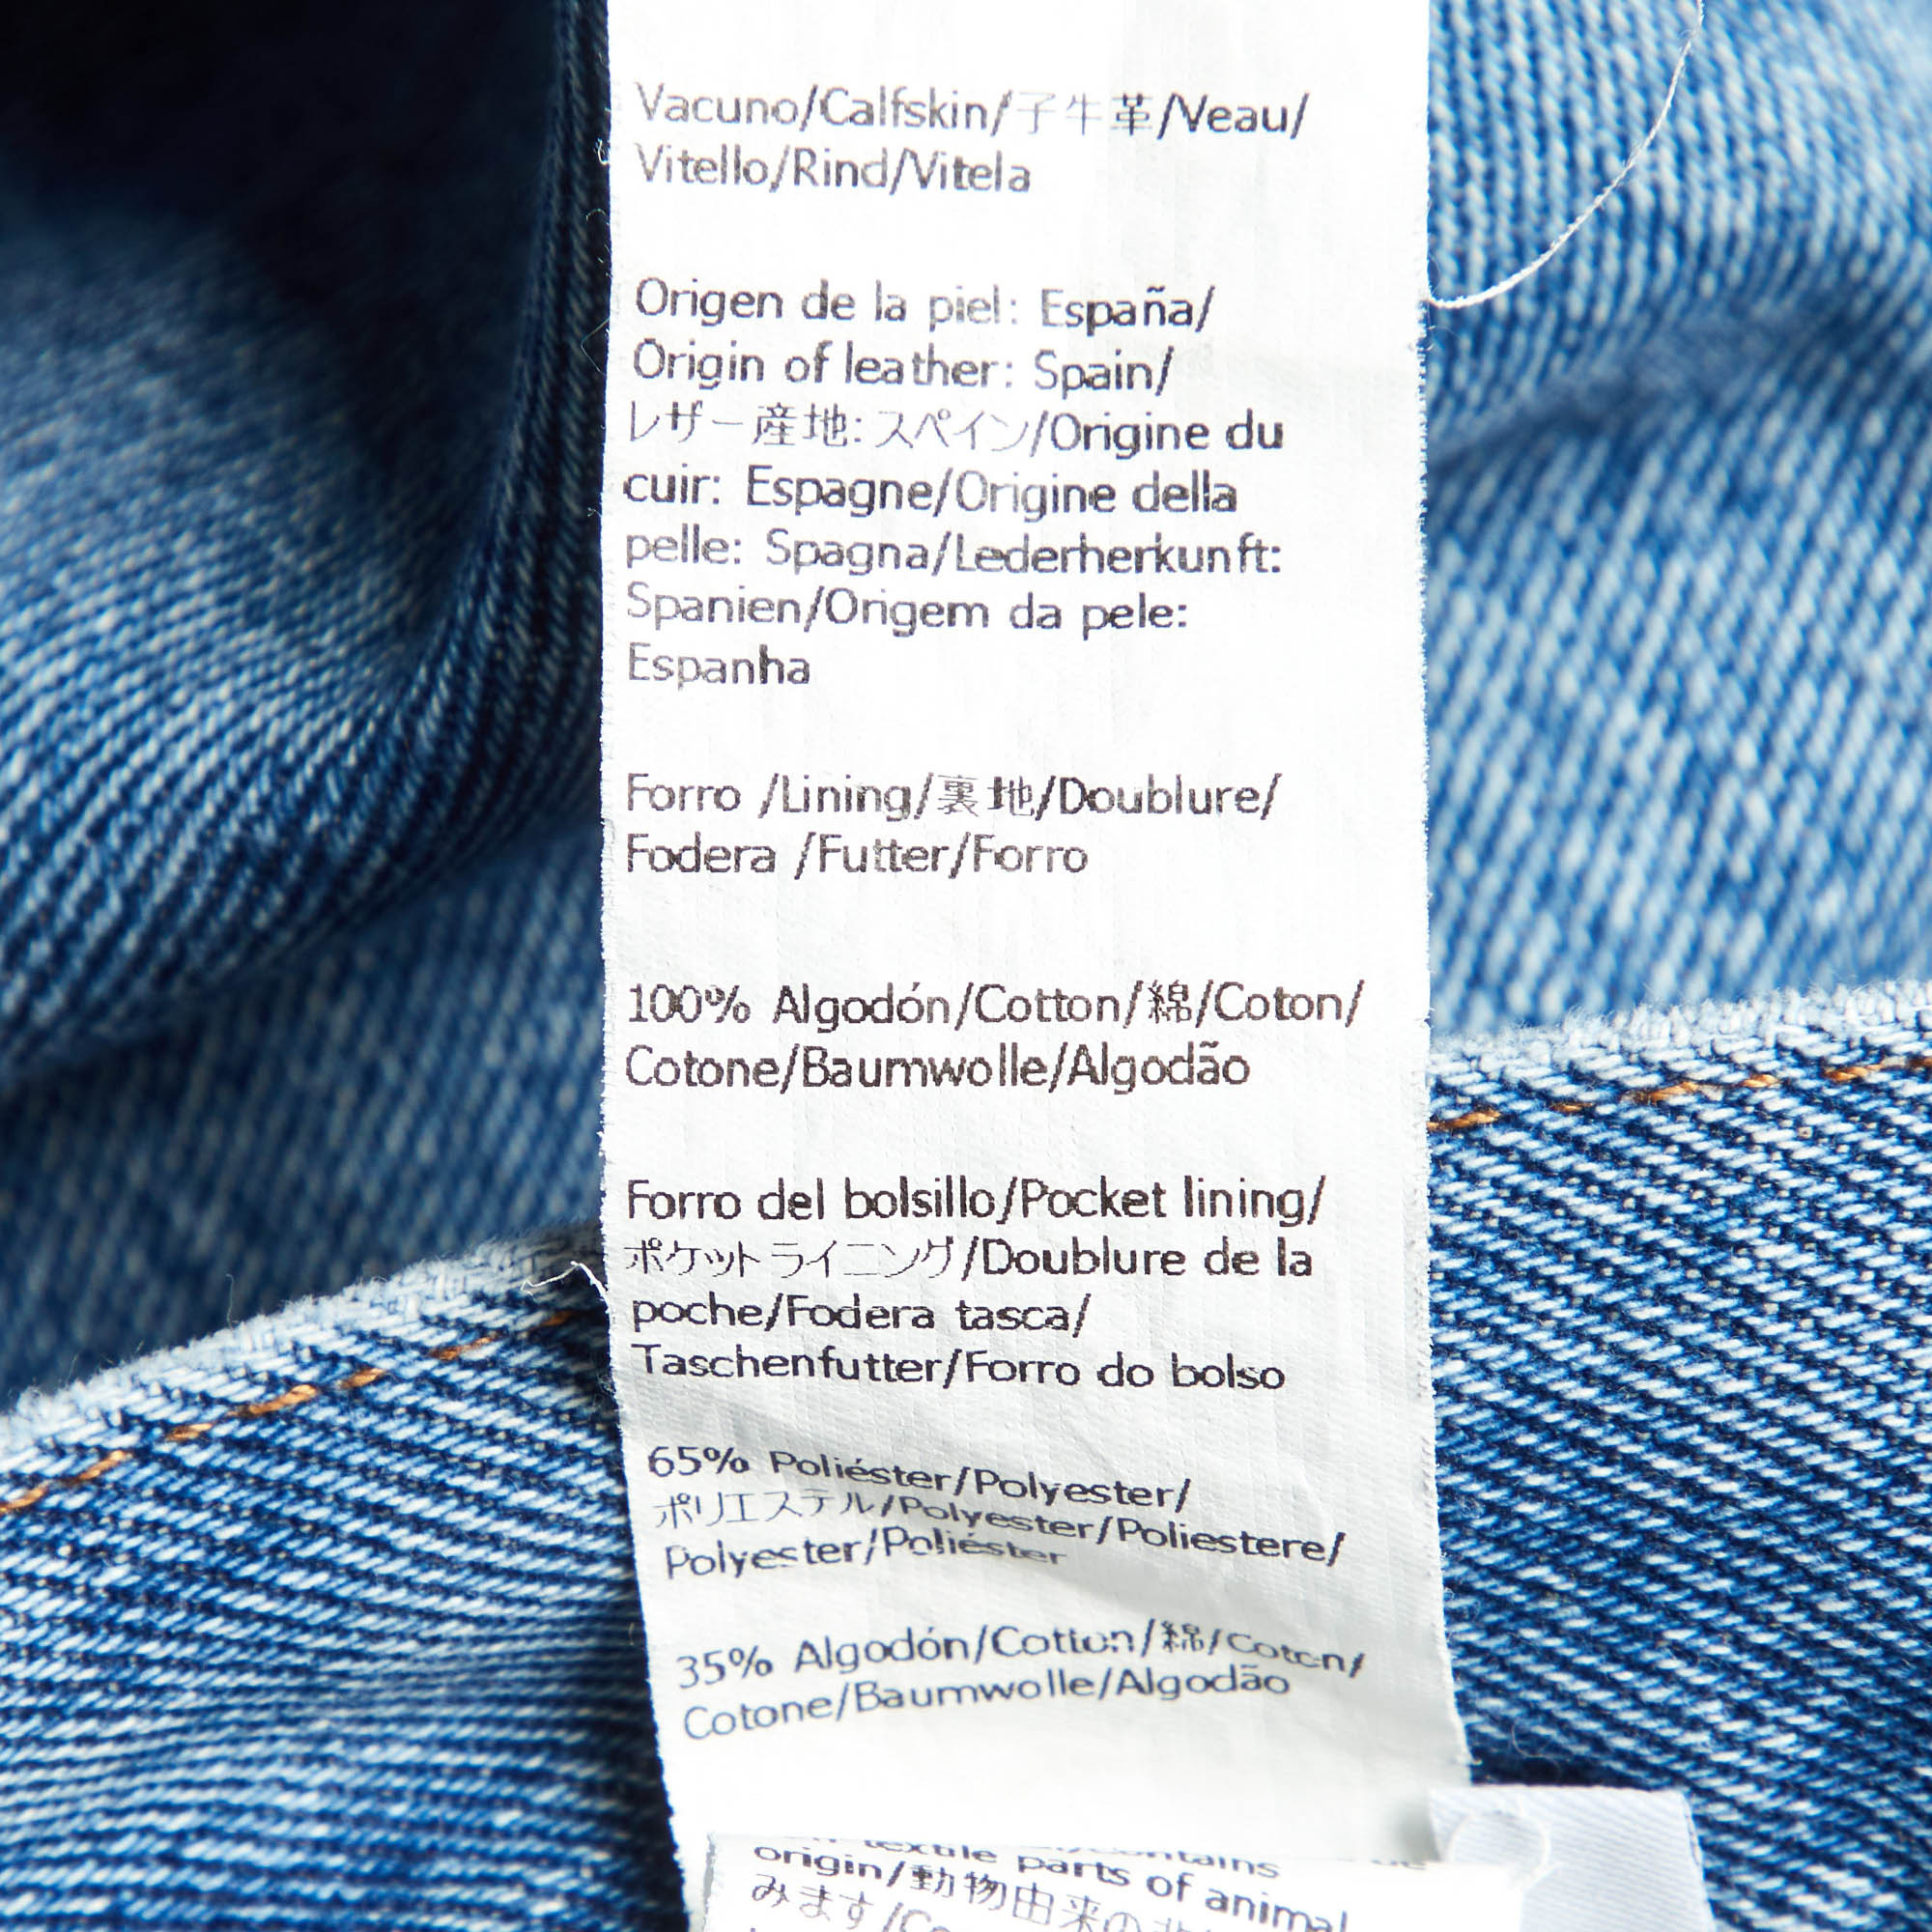 Vacuno/Calfskin/子牛革/Veau/
Vitello/Rind/Vitela
Origen de la piel: España/
Origin of leather: Spain/
レザー産地: スペイン/Origine du
cuir: Espagne/Origine della
pelle: Spagna/Lederherkunft:
Spanien/Origem da pele:
Espanha
Forro /Lining/裏地/Doublure/
Fodera /Futter/Forro
100% Algodón/Cotton/綿/Coton/
Cotone/Baumwolle/Algodão
Forro del bolsillo/Pocket lining/
ポケットライニング/Doublure de la
poche/Fodera tasca/
Taschenfutter/Forro do bolso
65% Poliéster/Polyester/
ポリエステル/Polyester/Poliestere/
Polyester/Poliéster
35% Algodón/Cotton/綿/Coton/
Cotone/Baumwolle/Algodão
textile parts of animal
origin/動物由来の
みます/